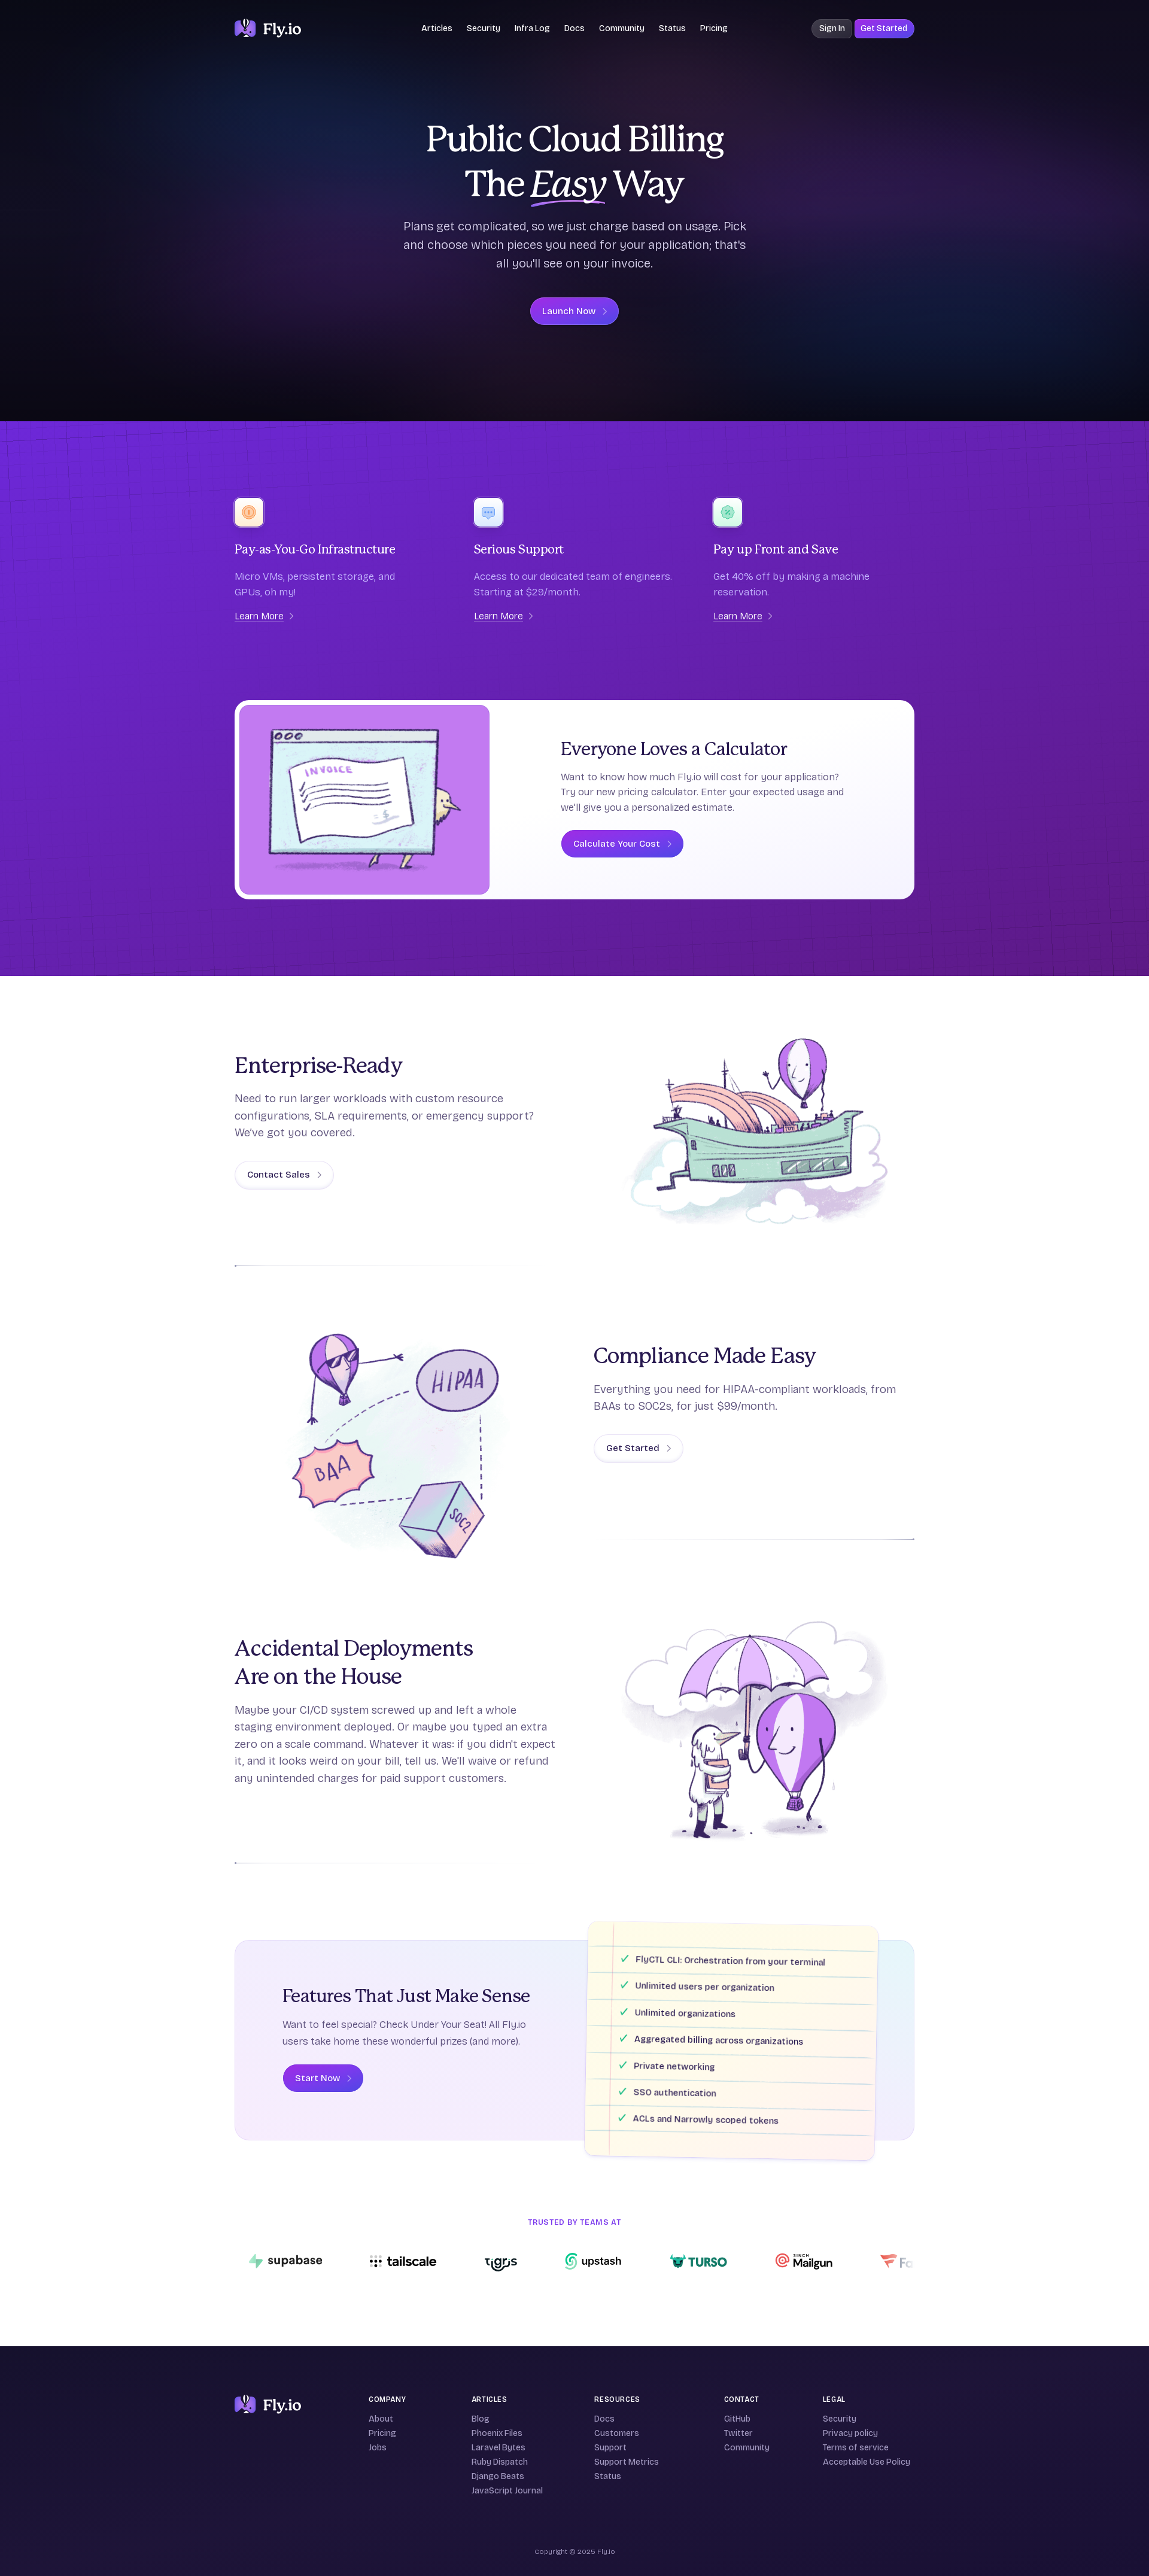 Fly.io
Articles Security Infra Log Docs Community Status Pricing
Sign In Get Started
Public Cloud Billing
The Easy Way
Plans get complicated, so we just charge based on usage. Pick
and choose which pieces you need for your application; that's
all you'll see on your invoice.
Launch Now
Pay-as-You-Go Infrastructure
Micro VMs, persistent storage, and
GPUs, oh my!
Learn More
Serious Support
Access to our dedicated team of engineers.
Starting at $29/month.
Learn More
Pay up Front and Save
Get 40% off by making a machine
reservation.
Learn More
INVOICE
$
Everyone Loves a Calculator
Want to know how much Fly.io will cost for your application?
Try our new pricing calculator. Enter your expected usage and
we'll give you a personalized estimate.
Calculate Your Cost
Enterprise-Ready
Need to run larger workloads with custom resource
configurations, SLA requirements, or emergency support?
We've got you covered.
Contact Sales
HIPAA
BAA
SOC2
Compliance Made Easy
Everything you need for HIPAA-compliant workloads, from
BAAs to SOC2s, for just $99/month.
Get Started
Accidental Deployments
Are on the House
Maybe your CI/CD system screwed up and left a whole
staging environment deployed. Or maybe you typed an extra
zero on a scale command. Whatever it was: if you didn't expect
it, and it looks weird on your bill, tell us. We'll waive or refund
any unintended charges for paid support customers.
Features That Just Make Sense
Want to feel special? Check Under Your Seat! All Fly.io
users take home these wonderful prizes (and more).
Start Now
FlyCTL CLI: Orchestration from your terminal
Unlimited users per organization
Unlimited organizations
Aggregated billing across organizations
Private networking
SSO authentication
ACLs and Narrowly scoped tokens
TRUSTED BY TEAMS AT
supabase
tailscale
Tigris
upstash
TURSO
SINCH
Mailgun
Fo
Fly.io
COMPANY
About
Pricing
Jobs
ARTICLES
Blog
Phoenix Files
Laravel Bytes
Ruby Dispatch
Django Beats
JavaScript Journal
RESOURCES
Docs
Customers
Support
Support Metrics
Status
CONTACT
GitHub
Twitter
Community
LEGAL
Security
Privacy policy
Terms of service
Acceptable Use Policy
Copyright © 2025 Fly.io